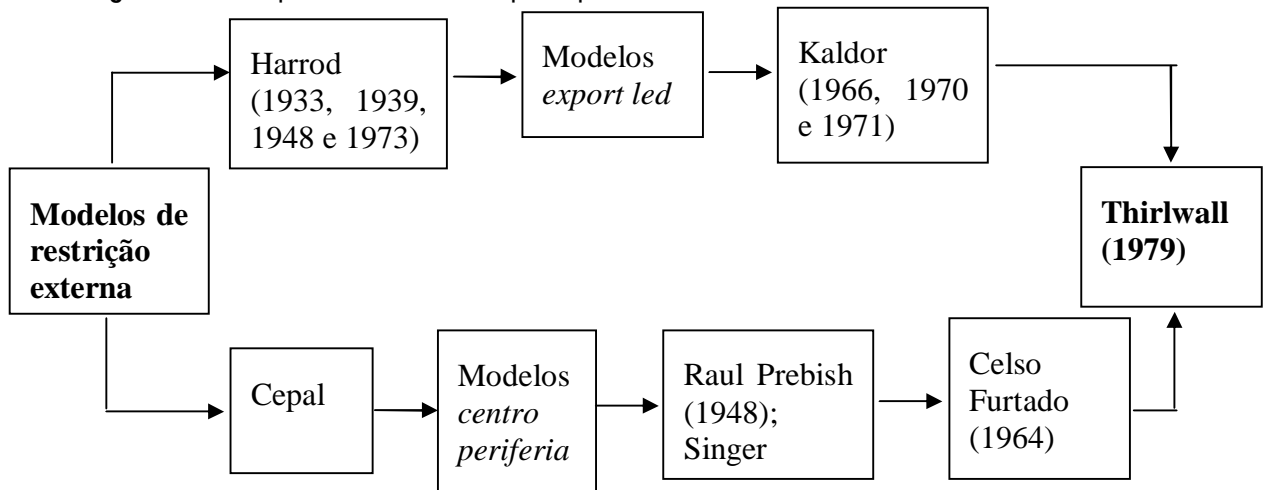 Harrod
(1933, 1939,
1948 e 1973)
Modelos
export led
Kaldor
(1966, 1970
e 1971)
Modelos de
restrição
externa
Thirlwall
(1979)
Cepal
Modelos
centro
periferia
Raul Prebish
(1948);
Singer
Celso
Furtado
(1964)